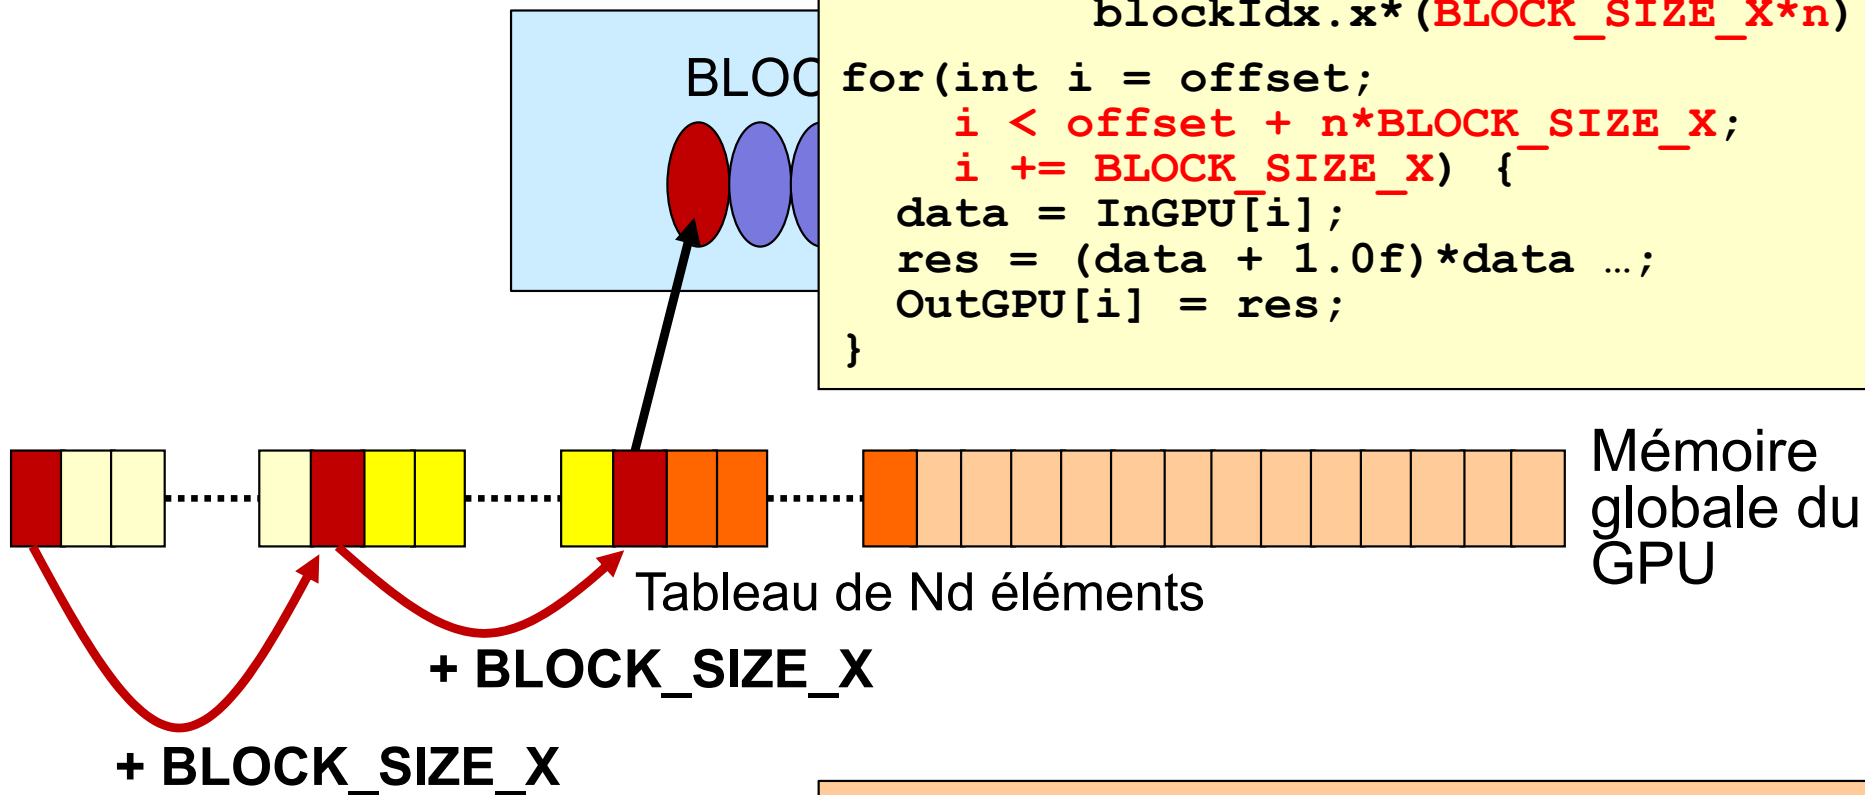 blockIdx.x*(BLOCK_SIZE_X*n)
for(int i = offset;
i < offset + n*BLOCK_SIZE_X;
i += BLOCK_SIZE_X) {
data = InGPU[i];
res = (data + 1.0f)*data …;
OutGPU[i] = res;
}
Mémoire
globale du
GPU
Tableau de Nd éléments
+ BLOCK_SIZE_X
+ BLOCK_SIZE_X